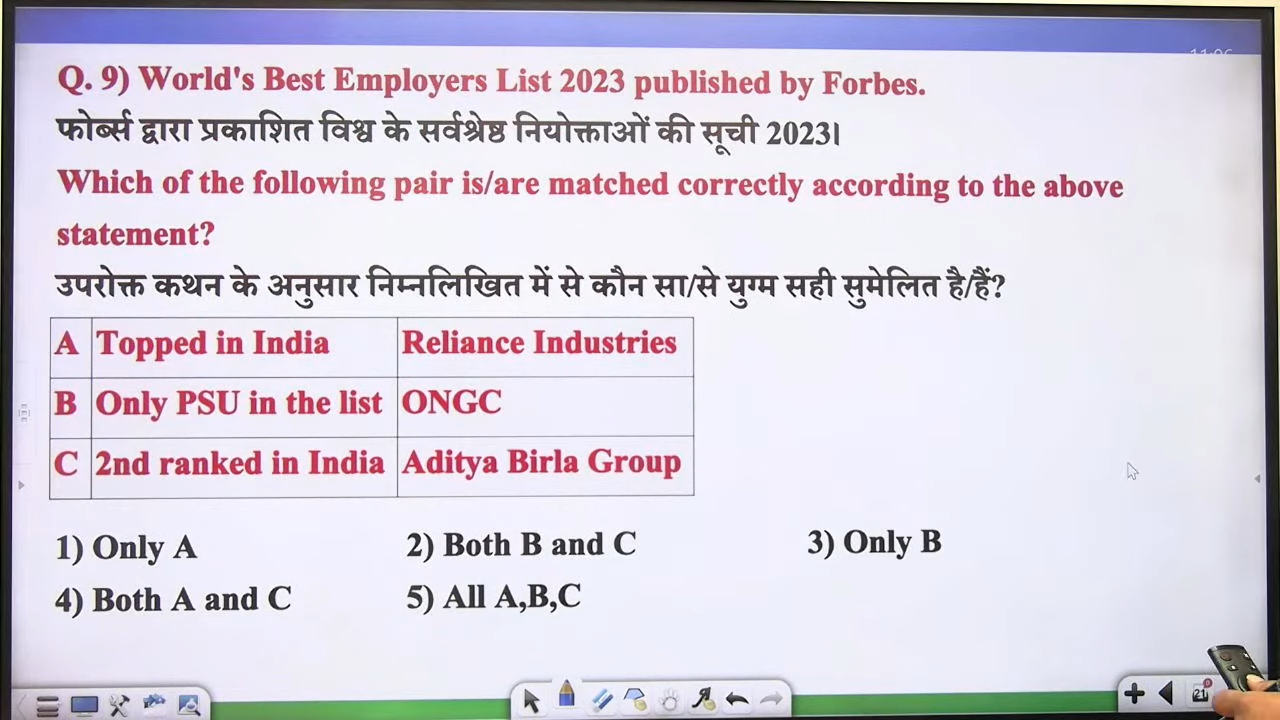 Q. 9) World's Best Employers List 2023 published by Forbes.
फोर्ब्स द्वारा प्रकाशित विश्व के सर्वश्रेष्ठ नियोक्ताओं की सूची 2023।
Which of the following pair is/are matched correctly according to the above
statement?
उपरोक्त कथन के अनुसार निम्नलिखित में से कौन सा/से युग्म सही सुमेलित है/हैं?
A Topped in India Reliance Industries
B Only PSU in the list ONGC
C 2nd ranked in India Aditya Birla Group
1) Only A 2) Both B and C 3) Only B
4) Both A and C 5) All A,B,C
21